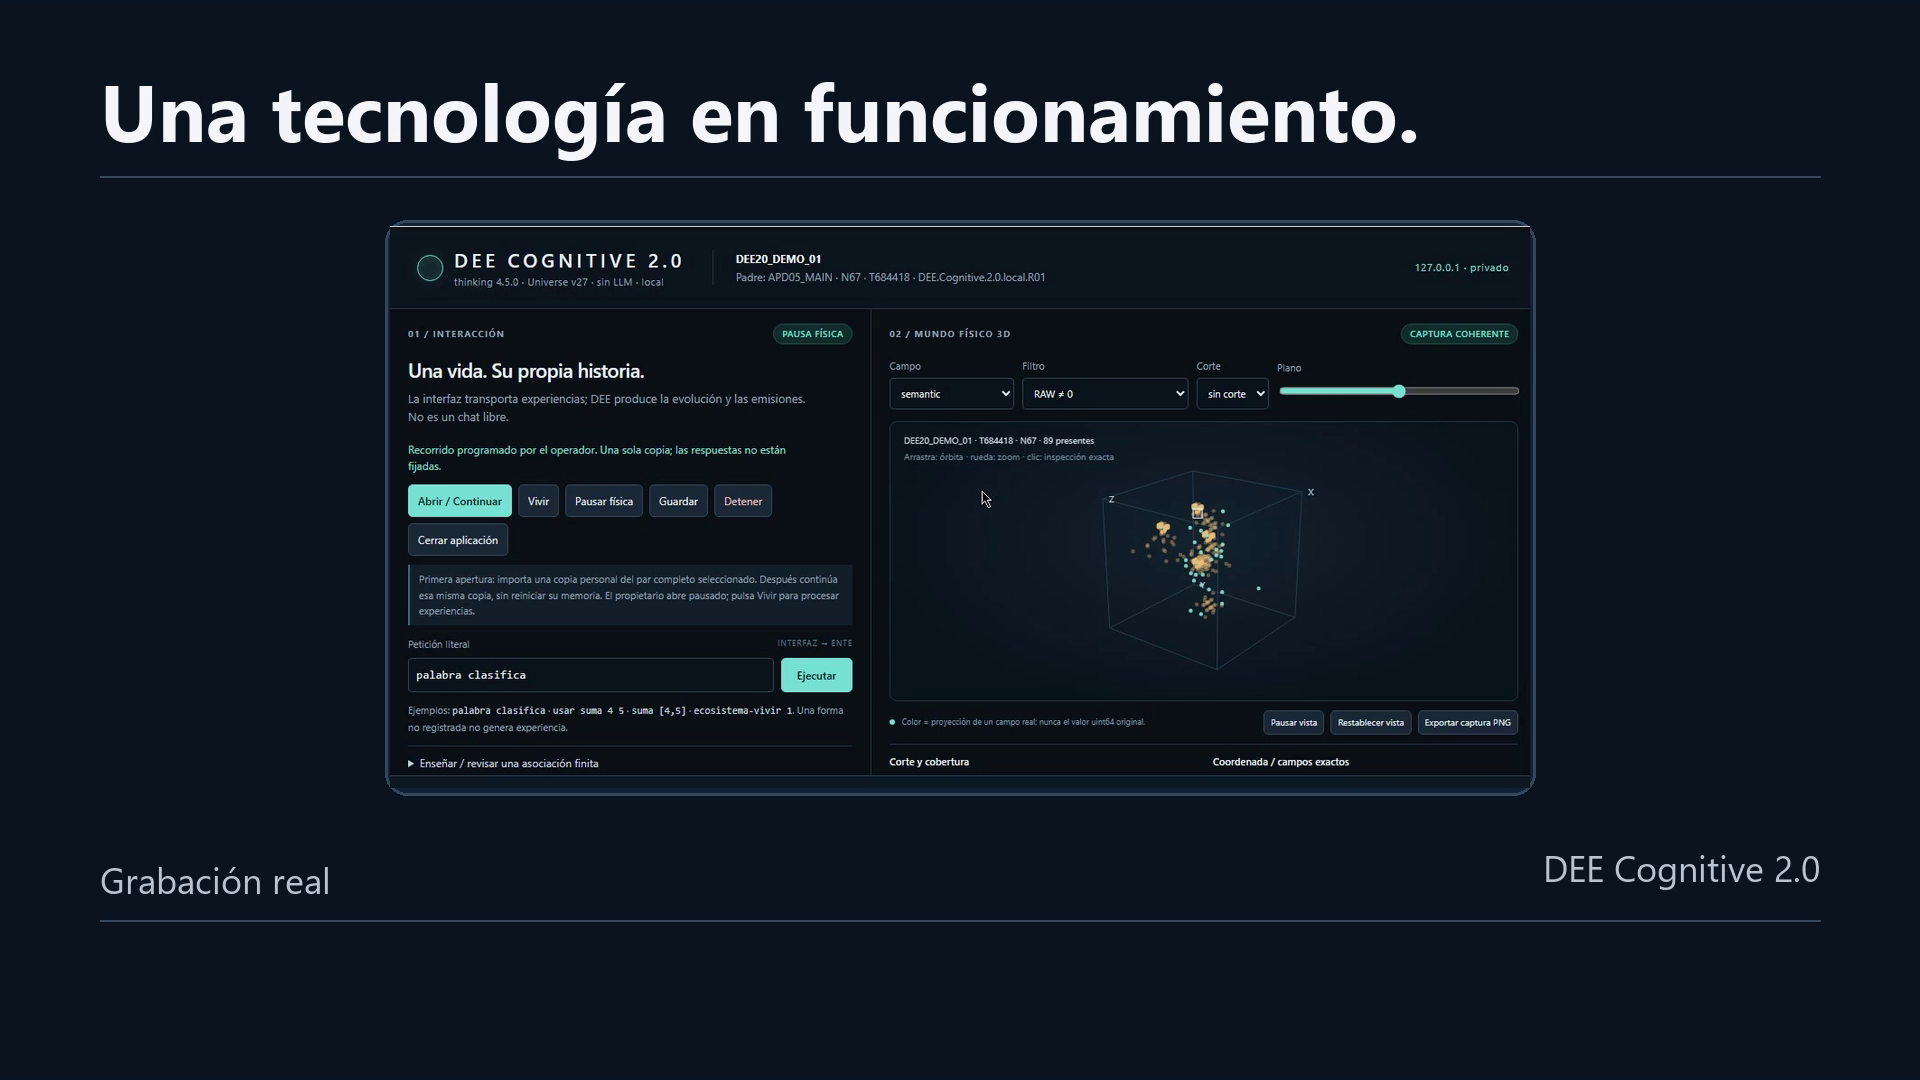 Una tecnología en funcionamiento.
DEE COGNITIVE 2.0
thinking 4.5.0 · Universe v27 · sin LLM · local
DEE20_DEMO_01
Padre: APD05_MAIN · N67 · T684418 · DEE.Cognitive.2.0.local.R01
127.0.0.1 · privado
01 / INTERACCIÓN
PAUSA FÍSICA
Una vida. Su propia historia.
La interfaz transporta experiencias; DEE produce la evolución y las emisiones.
No es un chat libre.
Recorrido programado por el operador. Una sola copia; las respuestas no están
fijadas.
Abrir / Continuar
Vivir
Pausar física
Guardar
Detener
Cerrar aplicación
Primera apertura: importa una copia personal del par completo seleccionado. Después continúa
esa misma copia, sin reiniciar su memoria. El propietario abre pausado; pulsa Vivir para procesar
experiencias.
Petición literal
INTERFAZ → ENTE
palabra clasifica
Ejecutar
Ejemplos: palabra clasifica · usar suma 4 5 · suma [4,5] · ecosistema-vivir 1. Una forma
no registrada no genera experiencia.
▶ Enseñar / revisar una asociación finita
02 / MUNDO FÍSICO 3D
CAPTURA COHERENTE
Campo
Filtro
Corte
Plano
semantic
RAW ≠ 0
sin corte
DEE20_DEMO_01 · T684418 · N67 · 89 presentes
Arrastra: órbita · rueda: zoom · clic: inspección exacta
Z
X
Y
Color = proyección de un campo real; nunca el valor uint64 original.
Pausar vista
Restablecer vista
Exportar captura PNG
Corte y cobertura
Coordenada / campos exactos
Grabación real
DEE Cognitive 2.0